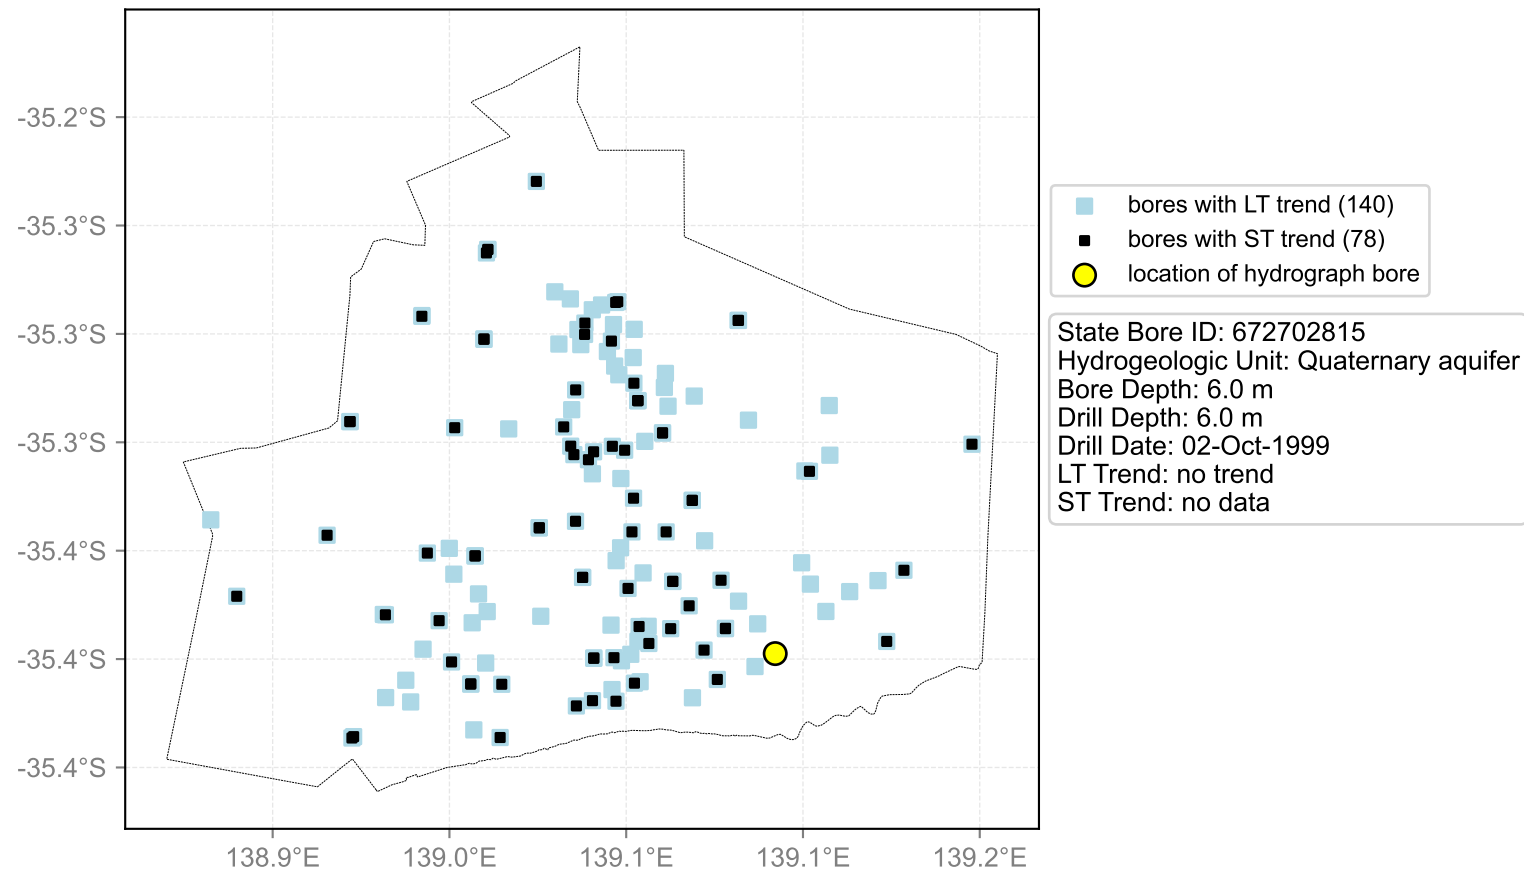 -35.2°S
-35.3°S
-35.3°S
-35.3°S
-35.4°S
-35.4°S
-35.4°S
138.9°E
139.0°E
139.1°E
139.1°E
139.2°E
bores with LT trend (140)
bores with ST trend (78)
location of hydrograph bore
State Bore ID: 672702815
Hydrogeologic Unit: Quaternary aquifer
Bore Depth: 6.0 m
Drill Depth: 6.0 m
Drill Date: 02-Oct-1999
LT Trend: no trend
ST Trend: no data